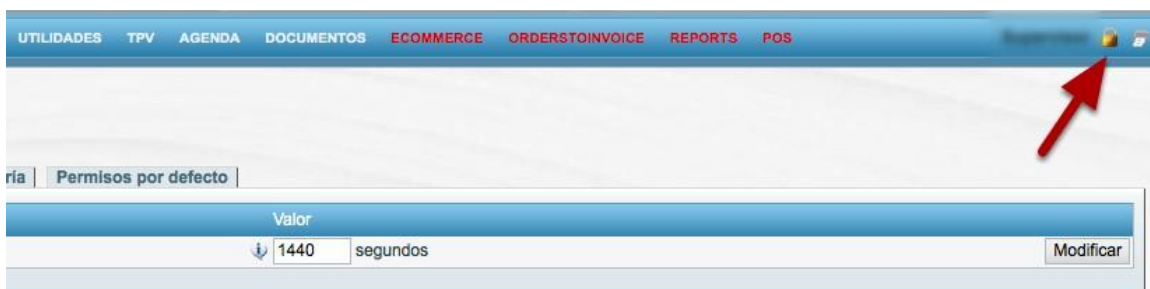 UTILIDADES TPV AGENDA DOCUMENTOS ECOMMERCE ORDERSTOINVOICE REPORTS POS
ría Permisos por defecto
Valor
1440 segundos Modificar